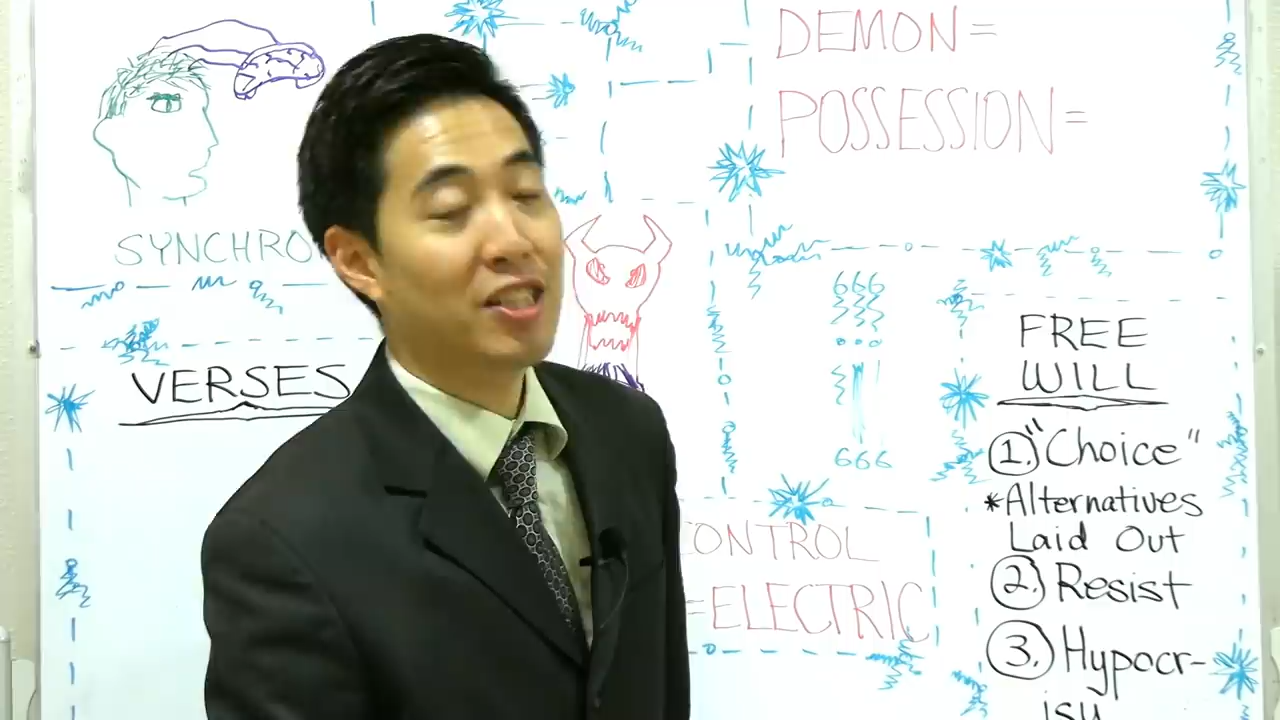 DEMON=
POSSESSION=
SYNCHRO
VERSES
666
666
FREE
WILL
1. "Choice"
*Alternatives
Laid Out
2. Resist
3. Hypocr-
isy
CONTROL
=ELECTRIC